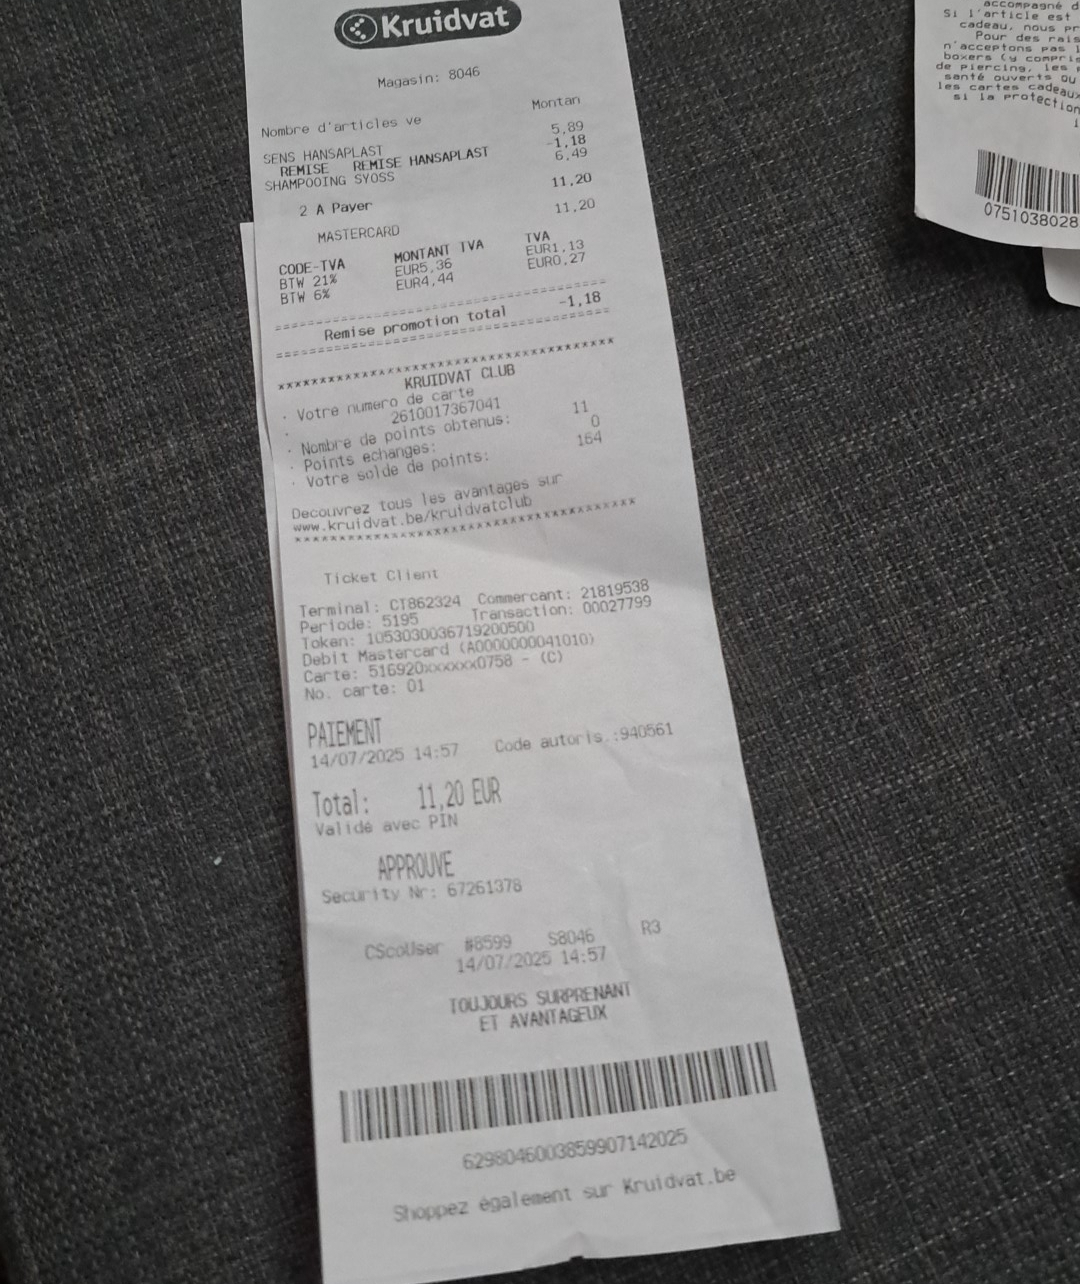 Kruidvat
Magasin: 8046
Montan
Nombre d'articles ve
SENS HANSAPLAST 5,89
REMISE REMISE HANSAPLAST -1,18
SHAMPOOING SYOSS 6,49
2 A Payer 11,20
MASTERCARD 11,20
CODE-TVA MONTANT TVA TVA
BTW 21% EUR5,36 EUR1,13
BTW 6% EUR4,44 EUR0,27
========================================
Remise promotion total -1,18
========================================
****************************************
KRUIDVAT CLUB
. Votre numero de carte
. 2610017367041
. Nombre de points obtenus: 11
. Points echanges: 0
. Votre solde de points: 164
Decouvrez tous les avantages sur
www.kruidvat.be/kruidvatclub
****************************************
Ticket Client
Terminal: CT862324 Commercant: 21819538
Periode: 5195 Transaction: 00027799
Token: 1053030036719200500
Debit Mastercard (A0000000041010)
Carte: 516920xxxxxx0758 - (C)
No. carte: 01
PAIEMENT
14/07/2025 14:57 Code autoris.:940561
Total: 11,20 EUR
Validé avec PIN
APPROUVE
Security Nr: 67261378
CScoUser #8599 S8046 R3
14/07/2025 14:57
TOUJOURS SURPRENANT
ET AVANTAGEUX
6298046003859907142025
Shoppez également sur Kruidvat.be
accompagné d
Si l'article est
cadeau, nous pr
Pour des rais
n'acceptons pas l
boxers (y compris
de piercing, les
santé ouverts ou
les cartes cadeaux
si la protection
0751038028